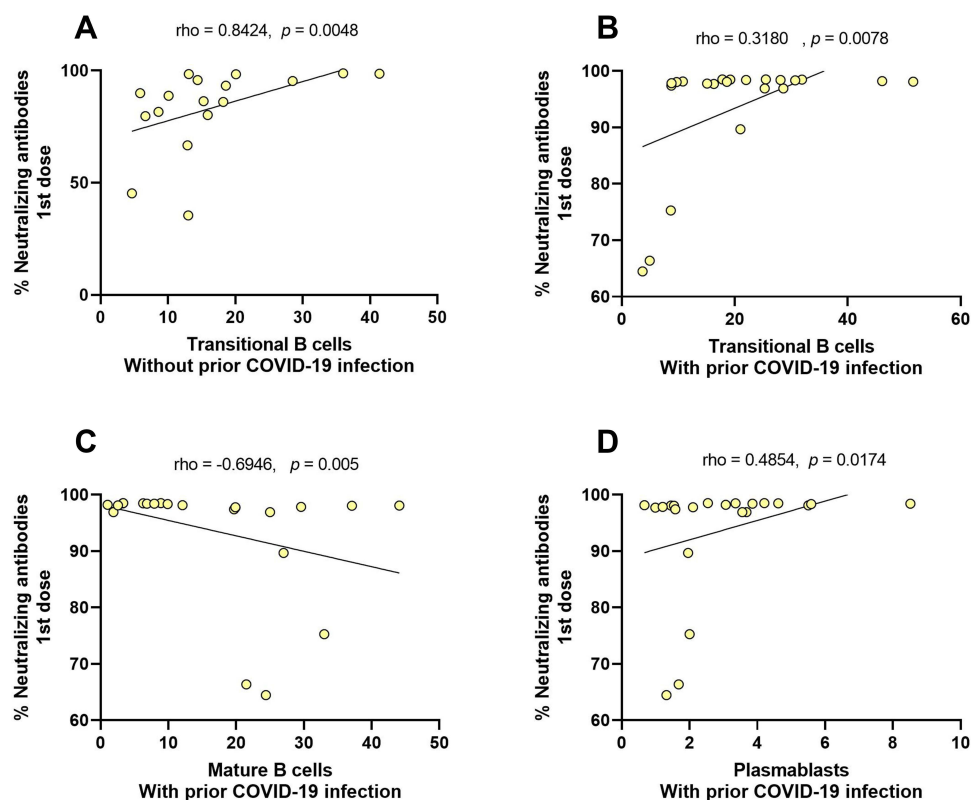 A
rho = 0.8424, p = 0.0048
% Neutralizing antibodies
1st dose
100
50
0
0 10 20 30 40 50
Transitional B cells
Without prior COVID-19 infection
B
rho = 0.3180 , p = 0.0078
% Neutralizing antibodies
1st dose
100
90
80
70
60
0 20 40 60
Transitional B cells
With prior COVID-19 infection
C
rho = -0.6946, p = 0.005
% Neutralizing antibodies
1st dose
100
90
80
70
60
0 10 20 30 40 50
Mature B cells
With prior COVID-19 infection
D
rho = 0.4854, p = 0.0174
% Neutralizing antibodies
1st dose
100
90
80
70
60
0 2 4 6 8 10
Plasmablasts
With prior COVID-19 infection